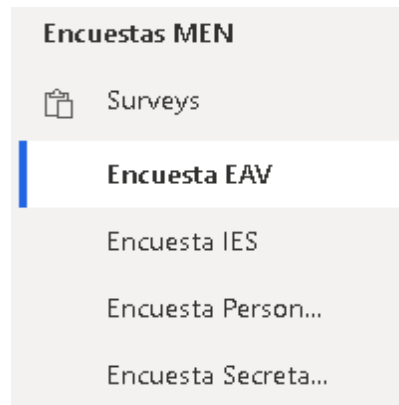 Encuestas MEN
Surveys
Encuesta EAV
Encuesta IES
Encuesta Person...
Encuesta Secreta...